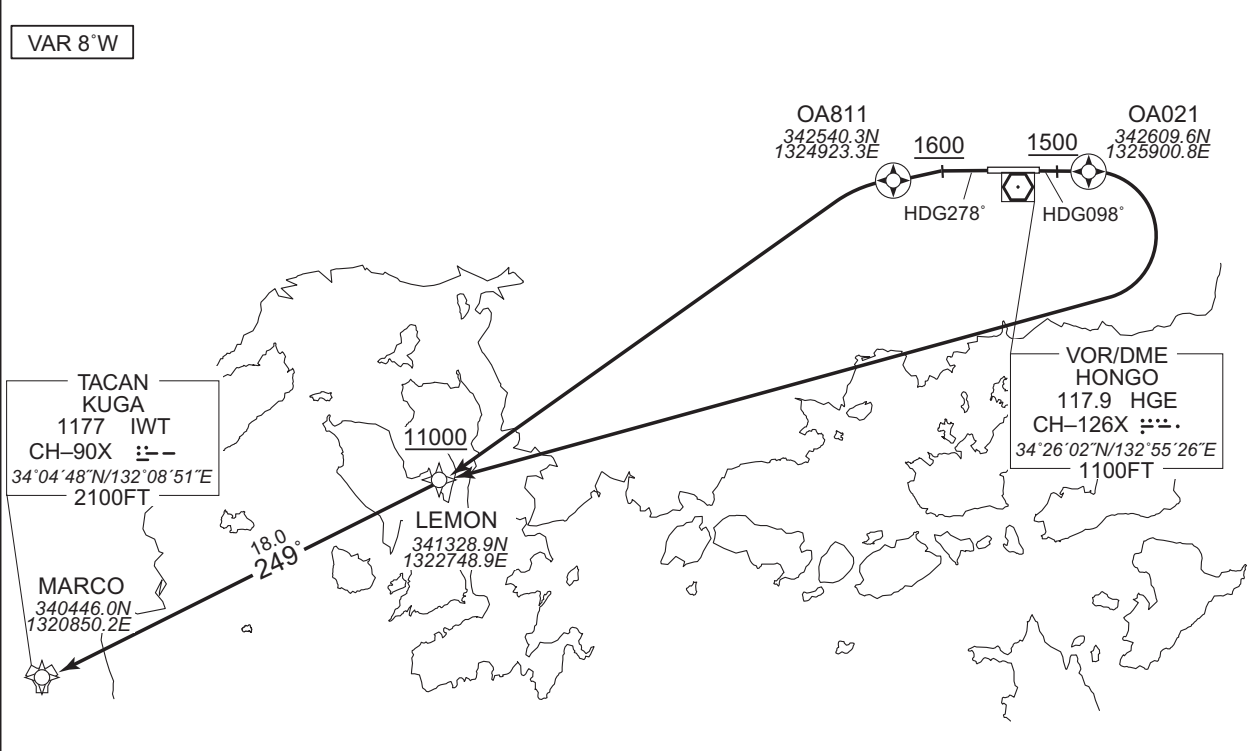 VAR 8˚W
OA811
342540.3N
1324923.3E
1600
1500
OA021
342609.6N
1325900.8E
HDG278˚
HDG098˚
TACAN
KUGA
1177 IWT
CH–90X
34˚04´48˝N/132˚08´51˝E
2100FT
VOR/DME
HONGO
117.9 HGE
CH–126X
34˚26´02˝N/132˚55´26˝E
1100FT
11000
LEMON
341328.9N
1322748.9E
18.0
249˚
MARCO
340446.0N
1320850.2E